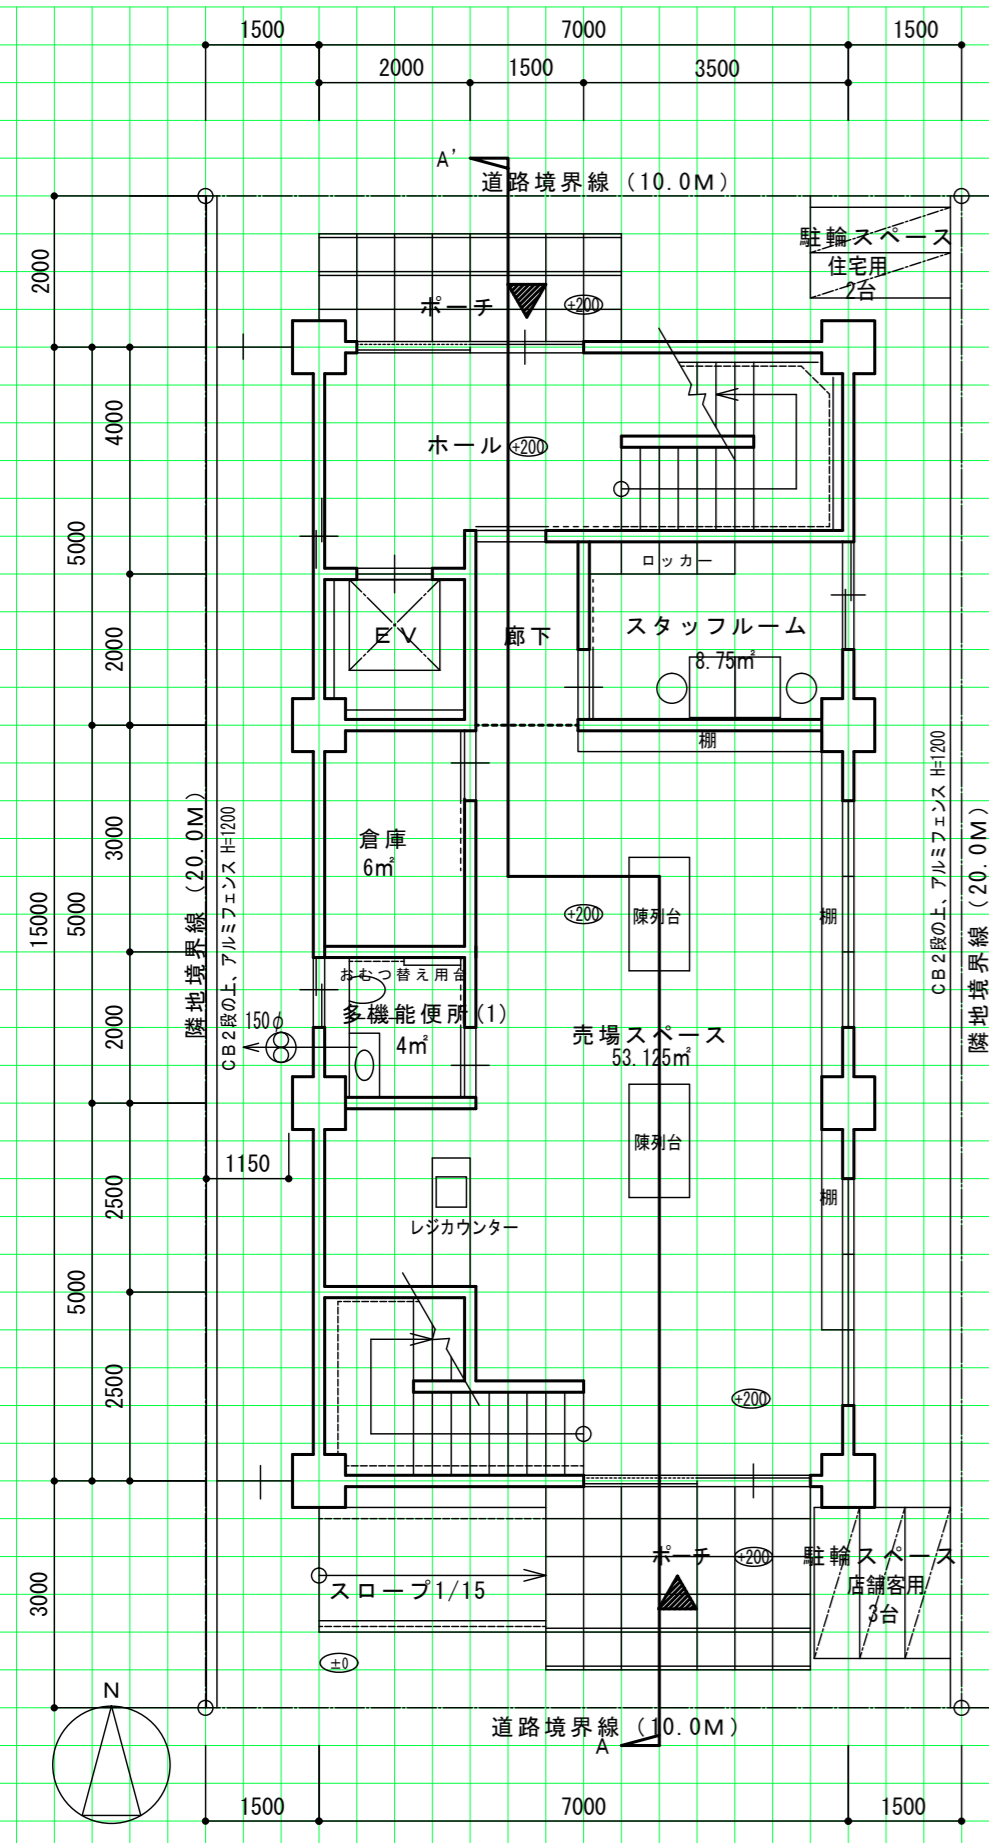 1500
7000
1500
2000
1500
3500
A'
道路境界線 (10.0M)
駐輪スペース
住宅用
2台
2000
ポーチ
+200
4000
ホール
+200
5000
ロッカー
2000
EV
廊下
スタッフルーム
8.75㎡
棚
3000
倉庫
6㎡
隣地境界線 (20.0M)
CB2段の上、アルミフェンス H=1200
CB2段の上、アルミフェンス H=1200
隣地境界線 (20.0M)
15000
5000
+200
陳列台
棚
おむつ替え用台
2000
150φ
多機能便所(1)
4㎡
売場スペース
53.125㎡
陳列台
2500
1150
棚
レジカウンター
5000
2500
+200
3000
スロープ1/15
ポーチ
+200
駐輪スペース
店舗客用
3台
±0
N
道路境界線 (10.0M)
A
1500
7000
1500